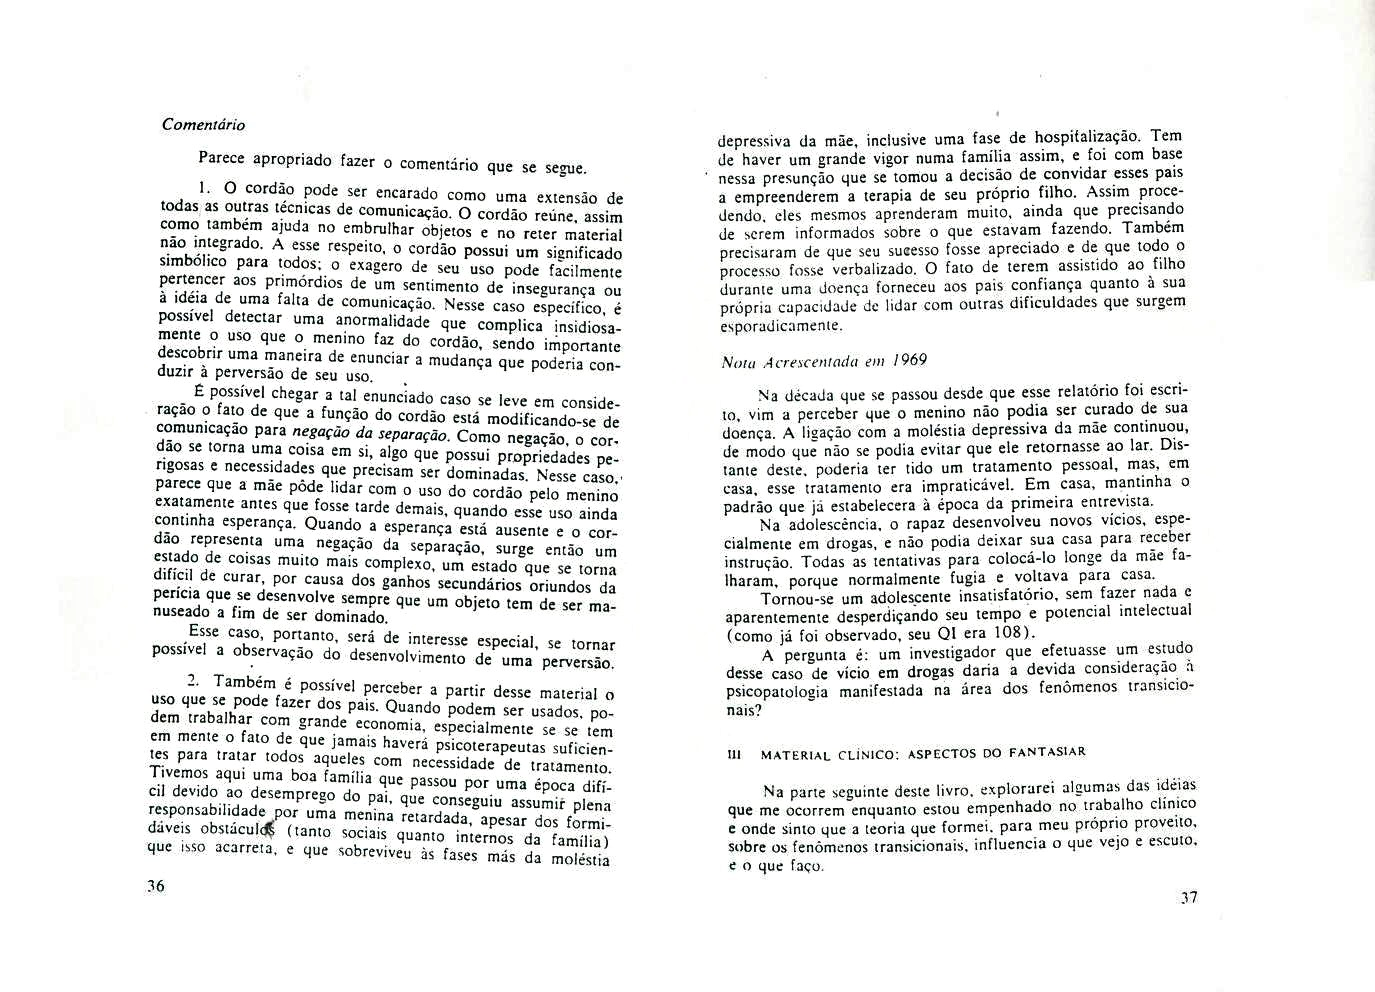 Comentário
Parece apropriado fazer o comentário que se segue.
1. O cordão pode ser encarado como uma extensão de
todas as outras técnicas de comunicação. O cordão reúne, assim
como também ajuda no embrulhar objetos e no reter material
não integrado. A esse respeito, o cordão possui um significado
simbólico para todos; o exagero de seu uso pode facilmente
pertencer aos primórdios de um sentimento de insegurança ou
à idéia de uma falta de comunicação. Nesse caso específico, é
possível detectar uma anormalidade que complica insidiosa-
mente o uso que o menino faz do cordão, sendo importante
descobrir uma maneira de enunciar a mudança que poderia con-
duzir à perversão de seu uso.
É possível chegar a tal enunciado caso se leve em conside-
ração o fato de que a função do cordão está modificando-se de
comunicação para negação da separação. Como negação, o cor-
dão se torna uma coisa em si, algo que possui propriedades pe-
rigosas e necessidades que precisam ser dominadas. Nesse caso,
parece que a mãe pôde lidar com o uso do cordão pelo menino
exatamente antes que fosse tarde demais, quando esse uso ainda
continha esperança. Quando a esperança está ausente e o cor-
dão representa uma negação da separação, surge então um
estado de coisas muito mais complexo, um estado que se torna
difícil de curar, por causa dos ganhos secundários oriundos da
perícia que se desenvolve sempre que um objeto tem de ser ma-
nuseado a fim de ser dominado.
Esse caso, portanto, será de interesse especial, se tornar
possível a observação do desenvolvimento de uma perversão.
2. Também é possível perceber a partir desse material o
uso que se pode fazer dos pais. Quando podem ser usados, po-
dem trabalhar com grande economia, especialmente se se tem
em mente o fato de que jamais haverá psicoterapeutas suficien-
tes para tratar todos aqueles com necessidade de tratamento.
Tivemos aqui uma boa família que passou por uma época difí-
cil devido ao desemprego do pai, que conseguiu assumir plena
responsabilidade por uma menina retardada, apesar dos formi-
dáveis obstáculos (tanto sociais quanto internos da família)
que isso acarreta, e que sobreviveu às fases más da moléstia
36
depressiva da mãe, inclusive uma fase de hospitalização. Tem
de haver um grande vigor numa família assim, e foi com base
nessa presunção que se tomou a decisão de convidar esses pais
a empreenderem a terapia de seu próprio filho. Assim proce-
dendo, eles mesmos aprenderam muito, ainda que precisando
de serem informados sobre o que estavam fazendo. Também
precisaram de que seu sucesso fosse apreciado e de que todo o
processo fosse verbalizado. O fato de terem assistido ao filho
durante uma doença forneceu aos pais confiança quanto à sua
própria capacidade de lidar com outras dificuldades que surgem
esporadicamente.
Nota Acrescentada em 1969
Na década que se passou desde que esse relatório foi escri-
to, vim a perceber que o menino não podia ser curado de sua
doença. A ligação com a moléstia depressiva da mãe continuou,
de modo que não se podia evitar que ele retornasse ao lar. Dis-
tante deste, poderia ter tido um tratamento pessoal, mas, em
casa, esse tratamento era impraticável. Em casa, mantinha o
padrão que já estabelecera à época da primeira entrevista.
Na adolescência, o rapaz desenvolveu novos vícios, espe-
cialmente em drogas, e não podia deixar sua casa para receber
instrução. Todas as tentativas para colocá-lo longe da mãe fa-
lharam, porque normalmente fugia e voltava para casa.
Tornou-se um adolescente insatisfatório, sem fazer nada e
aparentemente desperdiçando seu tempo e potencial intelectual
(como já foi observado, seu QI era 108).
A pergunta é: um investigador que efetuasse um estudo
desse caso de vício em drogas daria a devida consideração à
psicopatologia manifestada na área dos fenômenos transicio-
nais?
III MATERIAL CLÍNICO: ASPECTOS DO FANTASIAR
Na parte seguinte deste livro, explorarei algumas das idéias
que me ocorrem enquanto estou empenhado no trabalho clínico
e onde sinto que a teoria que formei, para meu próprio proveito,
sobre os fenômenos transicionais, influencia o que vejo e escuto,
e o que faço.
37